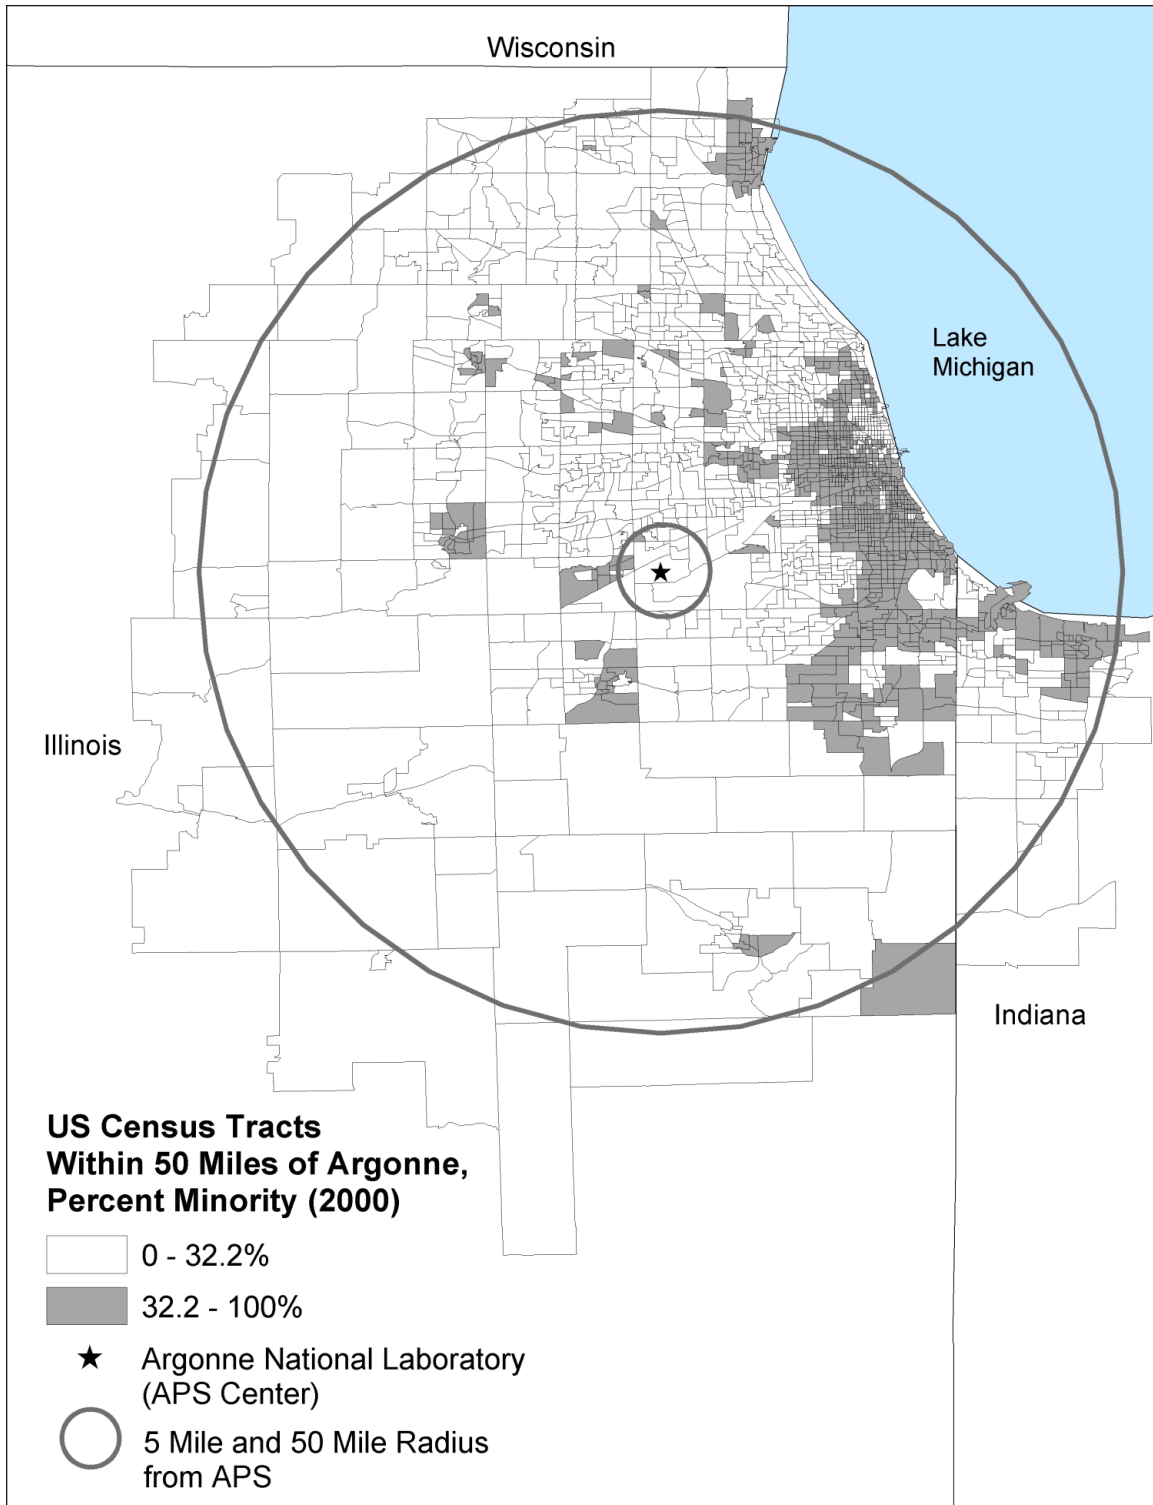 Wisconsin
Lake
Michigan
Illinois
Indiana
US Census Tracts
Within 50 Miles of Argonne,
Percent Minority (2000)
0 - 32.2%
32.2 - 100%
Argonne National Laboratory
(APS Center)
5 Mile and 50 Mile Radius
from APS